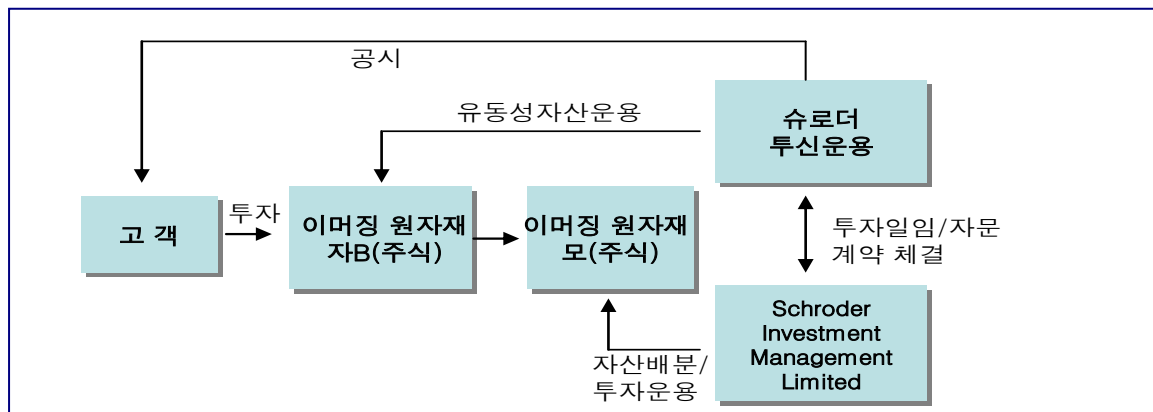 공시
유동성자산운용
슈로더
투신운용
고 객
투자
이머징 원자재
자B(주식)
이머징 원자재
모(주식)
투자일임/자문
계약 체결
Schroder
Investment
Management
Limited
자산배분/
투자운용